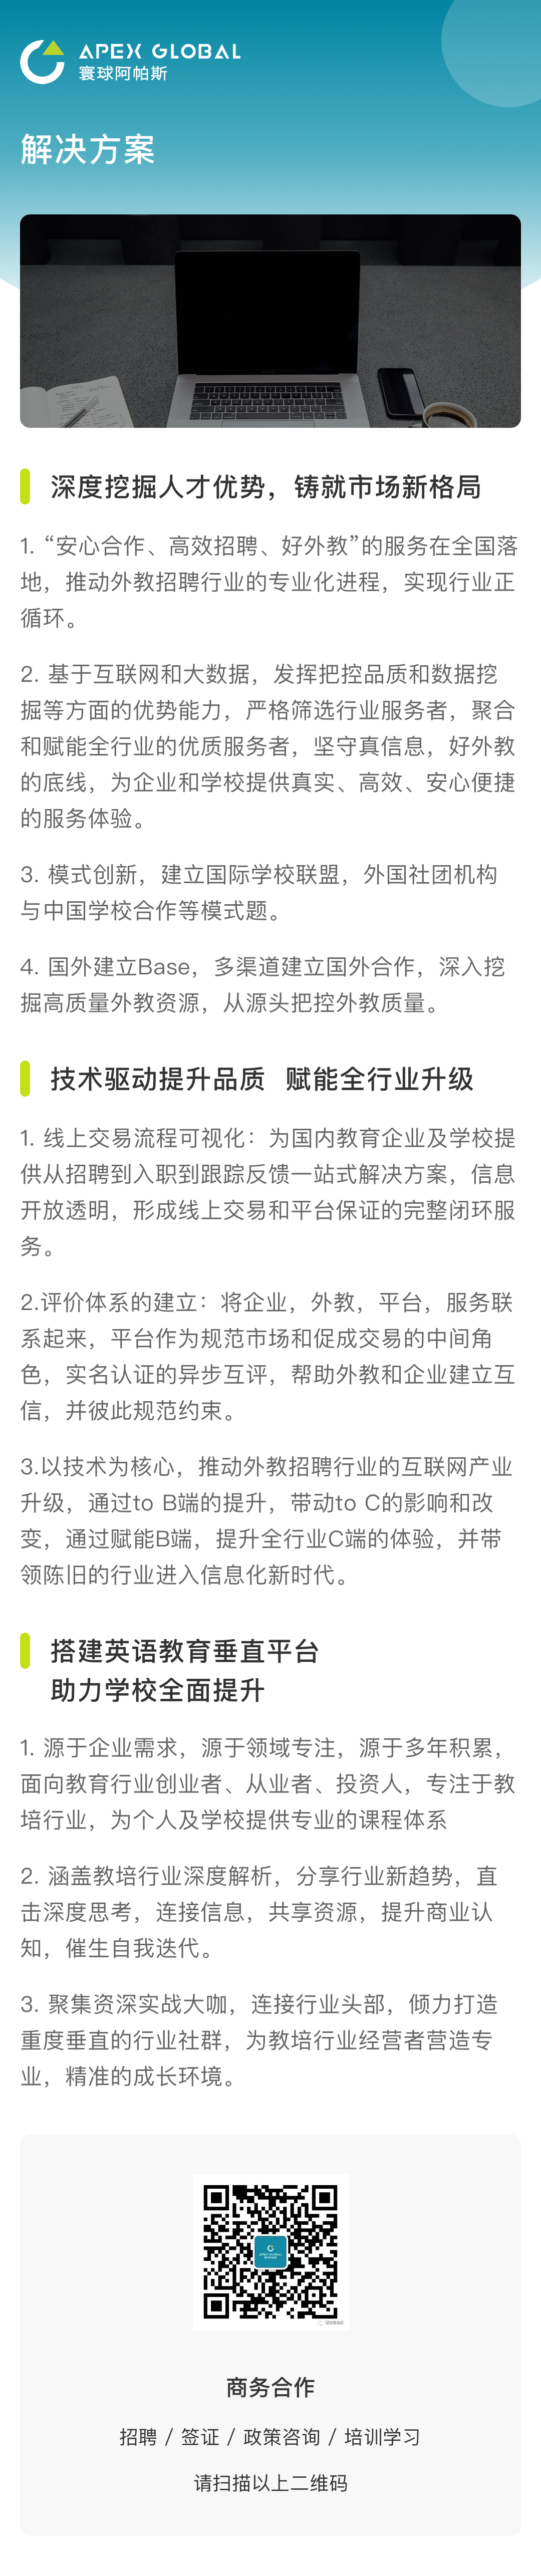 APEX GLOBAL
寰球阿帕斯
解决方案
深度挖掘人才优势，铸就市场新格局
1. “安心合作、高效招聘、好外教”的服务在全国落
地，推动外教招聘行业的专业化进程，实现行业正
循环。
2. 基于互联网和大数据，发挥把控品质和数据挖
掘等方面的优势能力，严格筛选行业服务者，聚合
和赋能全行业的优质服务者，坚守真信息，好外教
的底线，为企业和学校提供真实、高效、安心便捷
的服务体验。
3. 模式创新，建立国际学校联盟，外国社团机构
与中国学校合作等模式题。
4. 国外建立Base，多渠道建立国外合作，深入挖
掘高质量外教资源，从源头把控外教质量。
技术驱动提升品质 赋能全行业升级
1. 线上交易流程可视化：为国内教育企业及学校提
供从招聘到入职到跟踪反馈一站式解决方案，信息
开放透明，形成线上交易和平台保证的完整闭环服
务。
2.评价体系的建立：将企业，外教，平台，服务联
系起来，平台作为规范市场和促成交易的中间角
色，实名认证的异步互评，帮助外教和企业建立互
信，并彼此规范约束。
3.以技术为核心，推动外教招聘行业的互联网产业
升级，通过to B端的提升，带动to C的影响和改
变，通过赋能B端，提升全行业C端的体验，并带
领陈旧的行业进入信息化新时代。
搭建英语教育垂直平台
助力学校全面提升
1. 源于企业需求，源于领域专注，源于多年积累，
面向教育行业创业者、从业者、投资人，专注于教
培行业，为个人及学校提供专业的课程体系
2. 涵盖教培行业深度解析，分享行业新趋势，直
击深度思考，连接信息，共享资源，提升商业认
知，催生自我迭代。
3. 聚集资深实战大咖，连接行业头部，倾力打造
重度垂直的行业社群，为教培行业经营者营造专
业，精准的成长环境。
APEX GLOBAL
商务合作
招聘 / 签证 / 政策咨询 / 培训学习
请扫描以上二维码